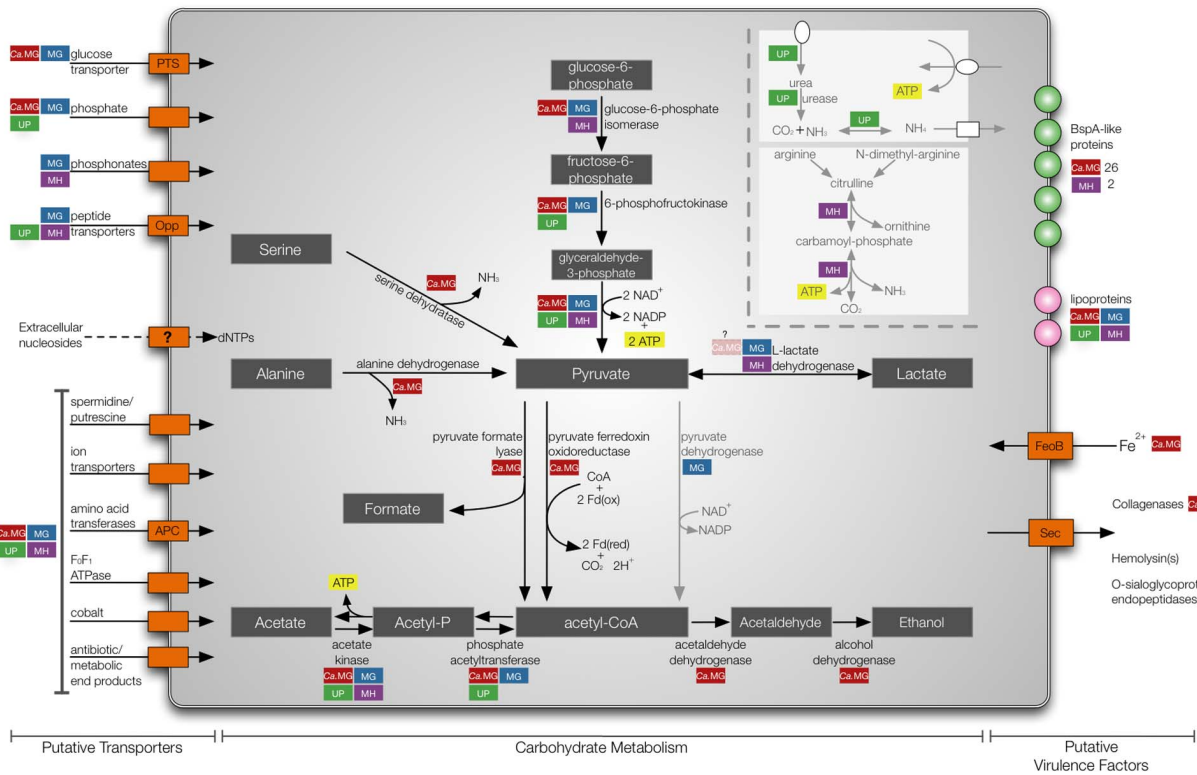 Ca.MG MG glucose
transporter
PTS
Ca.MG MG phosphate
UP
MG phosphonates
MH
MG peptide
UP MH transporters
Opp
Extracellular
nucleosides
?
dNTPs
spermidine/
putrescine
ion
transporters
amino acid
transferases
APC
Ca.MG MG
UP MH
F₀F₁
ATPase
cobalt
antibiotic/
metabolic
end products
glucose-6-
phosphate
Ca.MG MG glucose-6-phosphate
MH isomerase
fructose-6-
phosphate
Ca.MG MG 6-phosphofructokinase
UP
glyceraldehyde-
3-phosphate
Ca.MG MG
UP MH
2 NAD⁺
2 NADP
+
2 ATP
Serine
Ca.MG
NH₃
serine dehydratase
Alanine
alanine dehydrogenase
Ca.MG
NH₃
Pyruvate
?
Ca.MG MG L-lactate
MH dehydrogenase
Lactate
pyruvate formate
lyase
Ca.MG
pyruvate ferredoxin
oxidoreductase
Ca.MG
CoA
+
2 Fd(ox)
2 Fd(red)
+
CO₂ 2H⁺
pyruvate
dehydrogenase
MG
NAD⁺
NADP
Formate
ATP
Acetate
Acetyl-P
acetyl-CoA
Acetaldehyde
Ethanol
acetate
kinase
Ca.MG MG
UP MH
phosphate
acetyltransferase
Ca.MG MG
UP
acetaldehyde
dehydrogenase
Ca.MG
alcohol
dehydrogenase
Ca.MG
UP
urea
UP urease
CO₂ + NH₃
UP
NH₄
ATP
arginine N-dimethyl-arginine
citrulline
MH
ornithine
carbamoyl-phosphate
MH
ATP
NH₃
CO₂
BspA-like
proteins
Ca.MG 26
MH 2
lipoproteins
Ca.MG MG
UP MH
FeoB
Fe²⁺ Ca.MG
Collagenases
Sec
Hemolysin(s)
O-sialoglycoprot
endopeptidases
Putative Transporters
Carbohydrate Metabolism
Putative
Virulence Factors